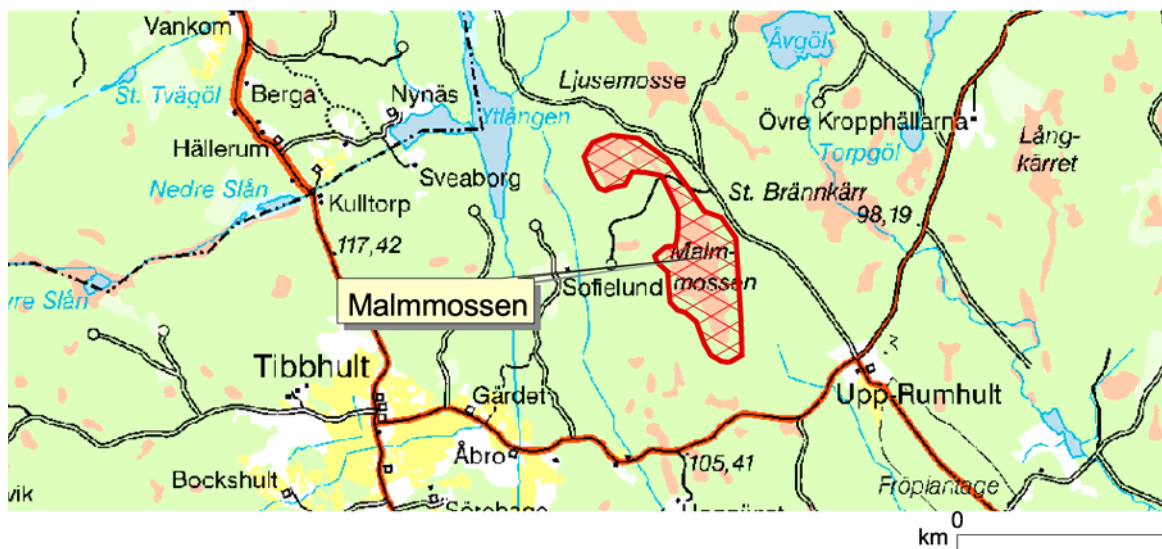 Vankom
Avgöl
Ljusemosse
St. Tvägöl
Berga
Nynäs
Ytlången
Övre Kropphällarna
Lång-
kärret
Hällerum
Torpgöl
Sveaborg
Nedre Slån
St. Brännkärr
Kulltorp
98,19
117,42
Malm-
mossen
Sofielund
vre Slån
Malmmossen
Tibbhult
Upp-Rumhult
Gärdet
Åbro
105,41
Bockshult
Fröplantage
vik
0
km